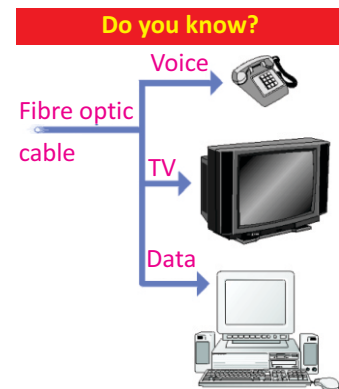 Do you know?
Voice
Fibre optic
cable
TV
Data